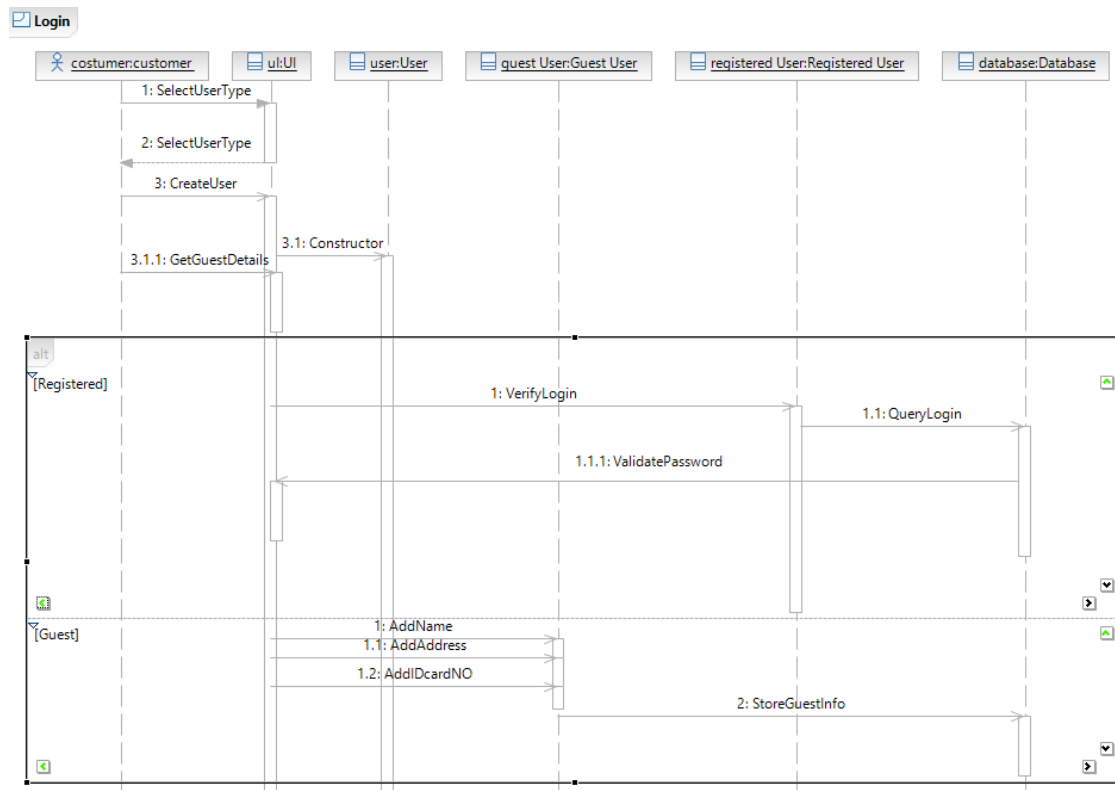 Login
costumer:customer
ul:UI
user:User
guest User:Guest User
registered User:Registered User
database:Database
1: SelectUserType
2: SelectUserType
3: CreateUser
3.1: Constructor
3.1.1: GetGuestDetails
alt
[Registered]
1: VerifyLogin
1.1: QueryLogin
1.1.1: ValidatePassword
[Guest]
1: AddName
1.1: AddAddress
1.2: AddIDcardNO
2: StoreGuestInfo